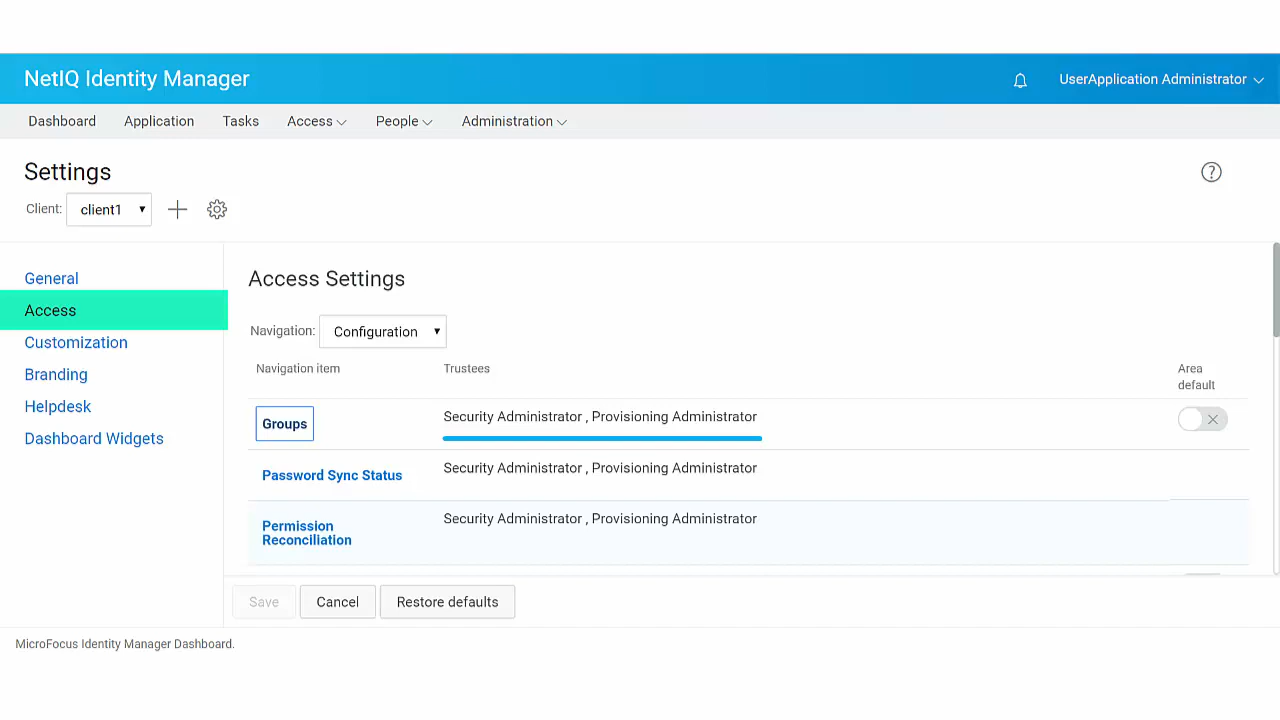 NetIQ Identity Manager
UserApplication Administrator
Dashboard Application Tasks Access People Administration
Settings
?
Client: client1
General
Access
Customization
Branding
Helpdesk
Dashboard Widgets
Access Settings
Navigation: Configuration
Navigation item Trustees Area
default
Groups Security Administrator , Provisioning Administrator
Password Sync Status Security Administrator , Provisioning Administrator
Permission Security Administrator , Provisioning Administrator
Reconciliation
Save Cancel Restore defaults
MicroFocus Identity Manager Dashboard.